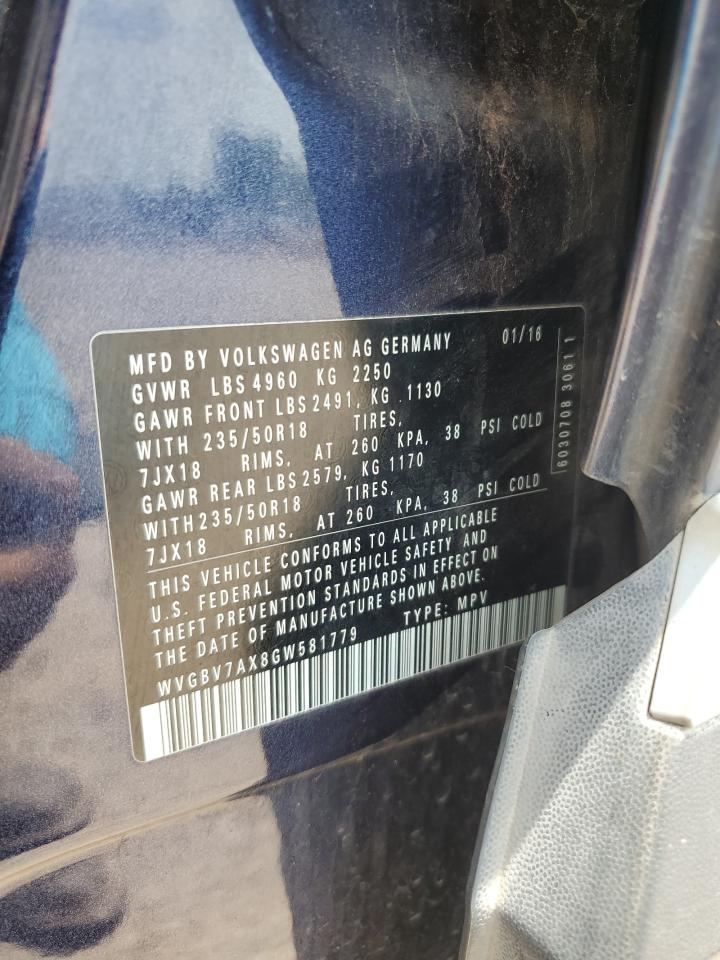 MFD BY VOLKSWAGEN AG GERMANY 01/16
GVWR LBS 4960 KG 2250
GAWR FRONT LBS 2491, KG 1130
WITH 235/50R18 TIRES,
7JX18 RIMS, AT 260 KPA, 38 PSI COLD
GAWR REAR LBS 2579, KG 1170
WITH 235/50R18 TIRES,
7JX18 RIMS, AT 260 KPA, 38 PSI COLD
THIS VEHICLE CONFORMS TO ALL APPLICABLE
U.S. FEDERAL MOTOR VEHICLE SAFETY AND
THEFT PREVENTION STANDARDS IN EFFECT ON
THE DATE OF MANUFACTURE SHOWN ABOVE.
WVGBV7AX8GW581779 TYPE: MPV
6030708 3061 1